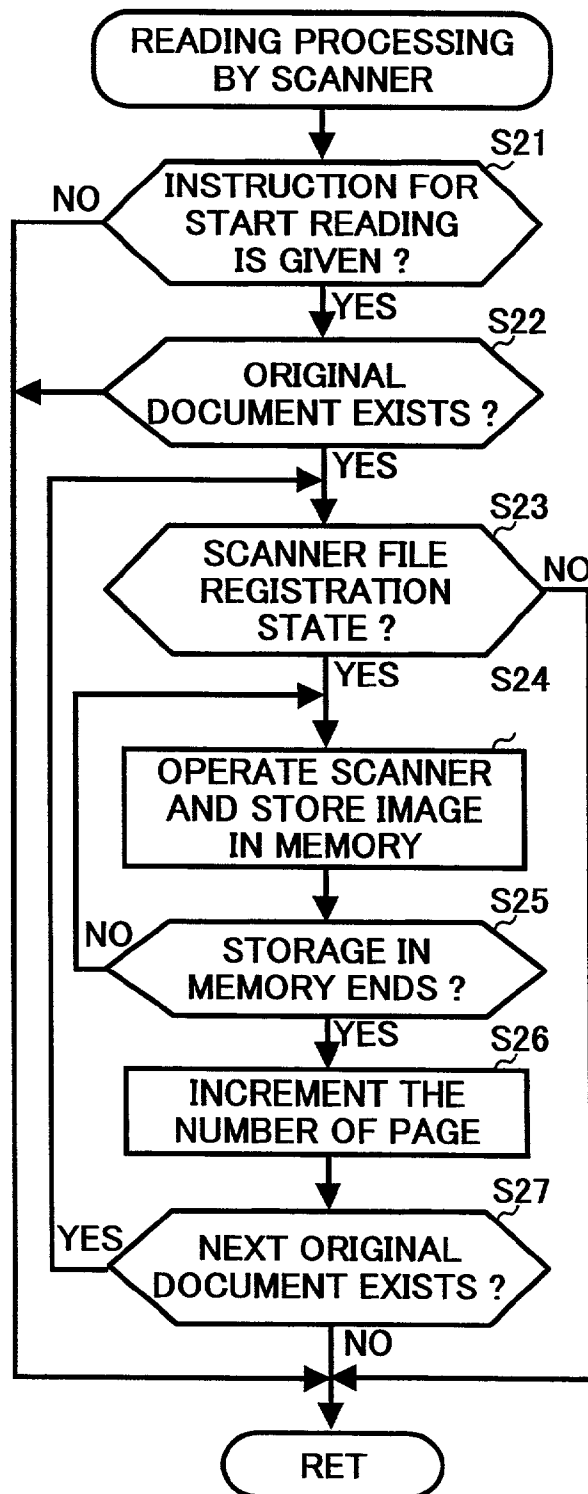 READING PROCESSING
BY SCANNER
S21
NO
INSTRUCTION FOR
START READING
IS GIVEN ?
YES
S22
ORIGINAL
DOCUMENT EXISTS ?
YES
S23
SCANNER FILE
REGISTRATION
STATE ?
NO
YES
S24
OPERATE SCANNER
AND STORE IMAGE
IN MEMORY
S25
NO
STORAGE IN
MEMORY ENDS ?
YES
S26
INCREMENT THE
NUMBER OF PAGE
S27
YES
NEXT ORIGINAL
DOCUMENT EXISTS ?
NO
RET